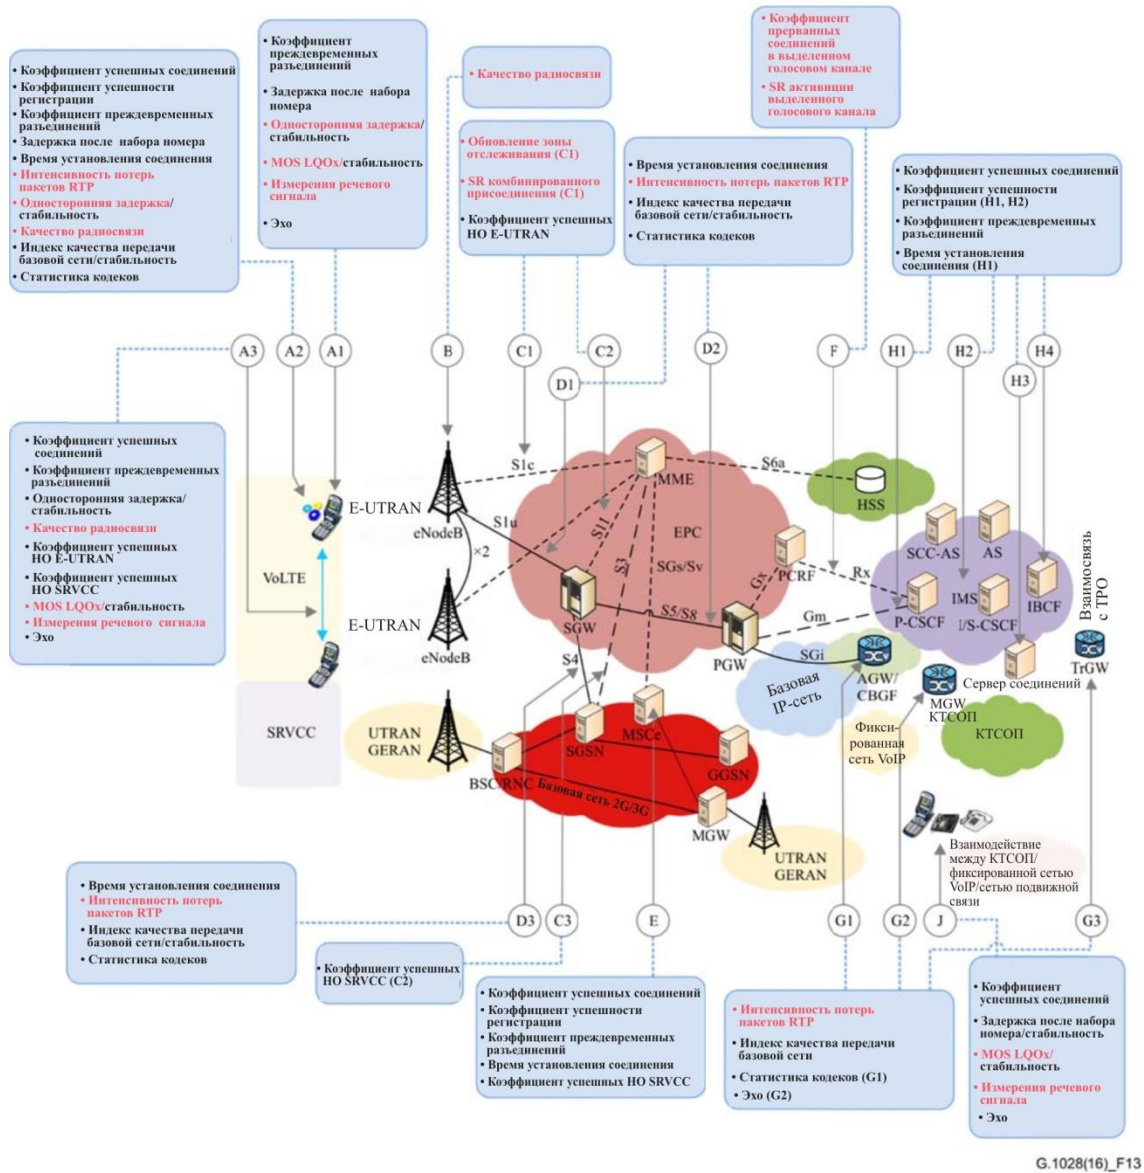 • Коэффициент успешных соединений
• Коэффициент успешности
регистрации
• Коэффициент преждевременных
разъединений
• Задержка после набора номера
• Время установления соединения
• Интенсивность потерь
пакетов RTP
• Односторонняя задержка/
стабильность
• Качество радиосвязи
• Индекс качества передачи
базовой сети/стабильность
• Статистика кодеков
• Коэффициент
преждевременных
разъединений
• Задержка после набора
номера
• Односторонняя задержка/
стабильность
• MOS LQOx/стабильность
• Измерения речевого
сигнала
• Эхо
• Качество радиосвязи
• Обновление зоны
отслеживания (C1)
• SR комбинированного
присоединения (C1)
• Коэффициент успешных
HO E-UTRAN
• Время установления соединения
• Интенсивность потерь пакетов RTP
• Индекс качества передачи
базовой сети/стабильность
• Статистика кодеков
• Коэффициент
прерванных
соединений
в выделенном
голосовом канале
• SR активиции
выделенного
голосового канала
• Коэффициент успешных соединений
• Коэффициент успешности
регистрации (H1, H2)
• Коэффициент преждевременных
разъединений
• Время установления
соединения (H1)
A3
A2
A1
B
C1
C2
D1
D2
F
H1
H2
H3
H4
• Коэффициент успешных
соединений
• Коэффициент преждевременных
разъединений
• Односторонняя задержка/
стабильность
• Качество радиосвязи
• Коэффициент успешных
HO E-UTRAN
• Коэффициент успешных
HO SRVCC
• MOS LQOx/стабильность
• Измерения речевого сигнала
• Эхо
VoLTE
SRVCC
E-UTRAN
eNodeB
×2
E-UTRAN
eNodeB
UTRAN
GERAN
S1c
S1u
S11
S3
S4
MME
S6a
HSS
EPC
SGs/Sv
SGW
S5/S8
PGW
Gx
PCRF
Rx
Gm
SGi
SCC-AS
AS
IMS
P-CSCF
I/S-CSCF
IBCF
Взаимосвязь
с ТРО
TrGW
Сервер соединений
AGW/
CBGF
MGW
КТСОП
Базовая
IP-сеть
Фикси-
рованная
сеть VoIP
КТСОП
BSC/RNC
SGSN
MSCe
GGSN
MGW
Базовая сеть 2G/3G
UTRAN
GERAN
Взаимодействие
между КТСОП/
фиксированной сетью
VoIP/сетью подвижной
связи
D3
C3
E
G1
G2
J
G3
• Время установления соединения
• Интенсивность потерь
пакетов RTP
• Индекс качества передачи
базовой сети/стабильность
• Статистика кодеков
• Коэффициент успешных
HO SRVCC (C2)
• Коэффициент успешных соединений
• Коэффициент успешности
регистрации
• Коэффициент преждевременных
разъединений
• Время установления соединения
• Коэффициент успешных HO SRVCC
• Интенсивность потерь
пакетов RTP
• Индекс качества передачи
базовой сети
• Статистика кодеков (G1)
• Эхо (G2)
• Коэффициент
успешных соединений
• Задержка после набора
номера/стабильность
• MOS LQOx/
стабильность
• Измерения речевого
сигнала
• Эхо
G.1028(16)_F13